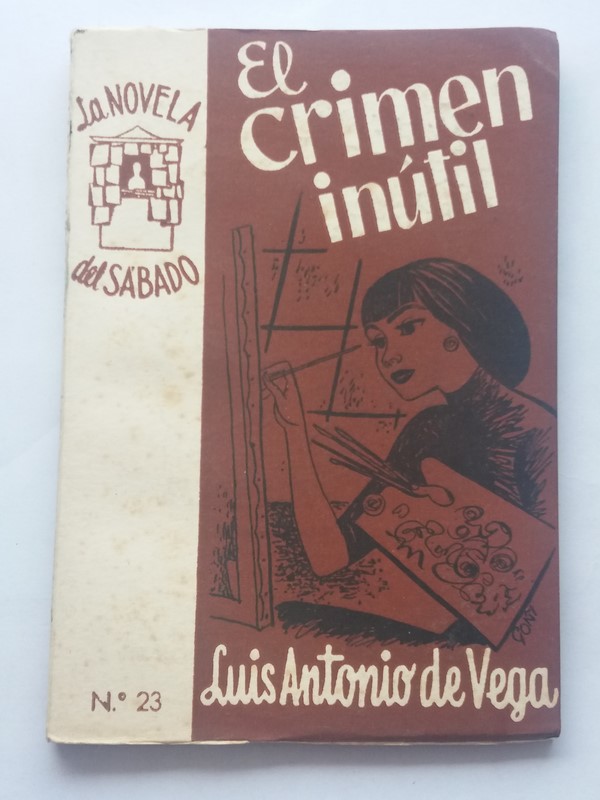 La NOVELA
del SÁBADO
N.º 23
El
crimen
inútil
Luis Antonio de Vega